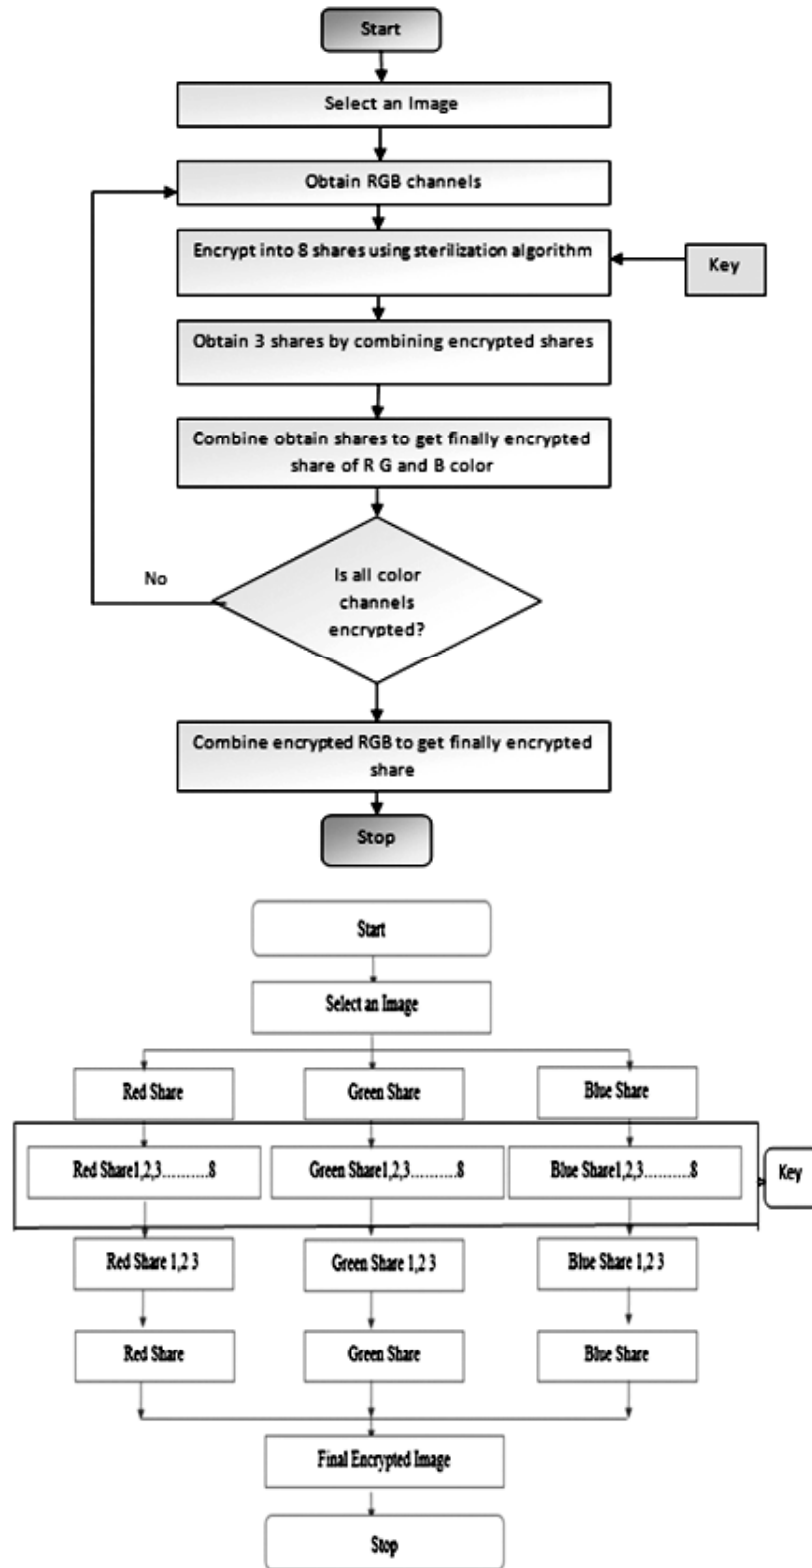 Start
Select an Image
Obtain RGB channels
Encrypt into 8 shares using sterilization algorithm
Key
Obtain 3 shares by combining encrypted shares
Combine obtain shares to get finally encrypted
share of R G and B color
No
Is all color
channels
encrypted?
Combine encrypted RGB to get finally encrypted
share
Stop
Start
Select an Image
Red Share
Green Share
Blue Share
Red Share1,2,3..........8
Green Share1,2,3..........8
Blue Share1,2,3..........8
Key
Red Share 1,2 3
Green Share 1,2 3
Blue Share 1,2 3
Red Share
Green Share
Blue Share
Final Encrypted Image
Stop